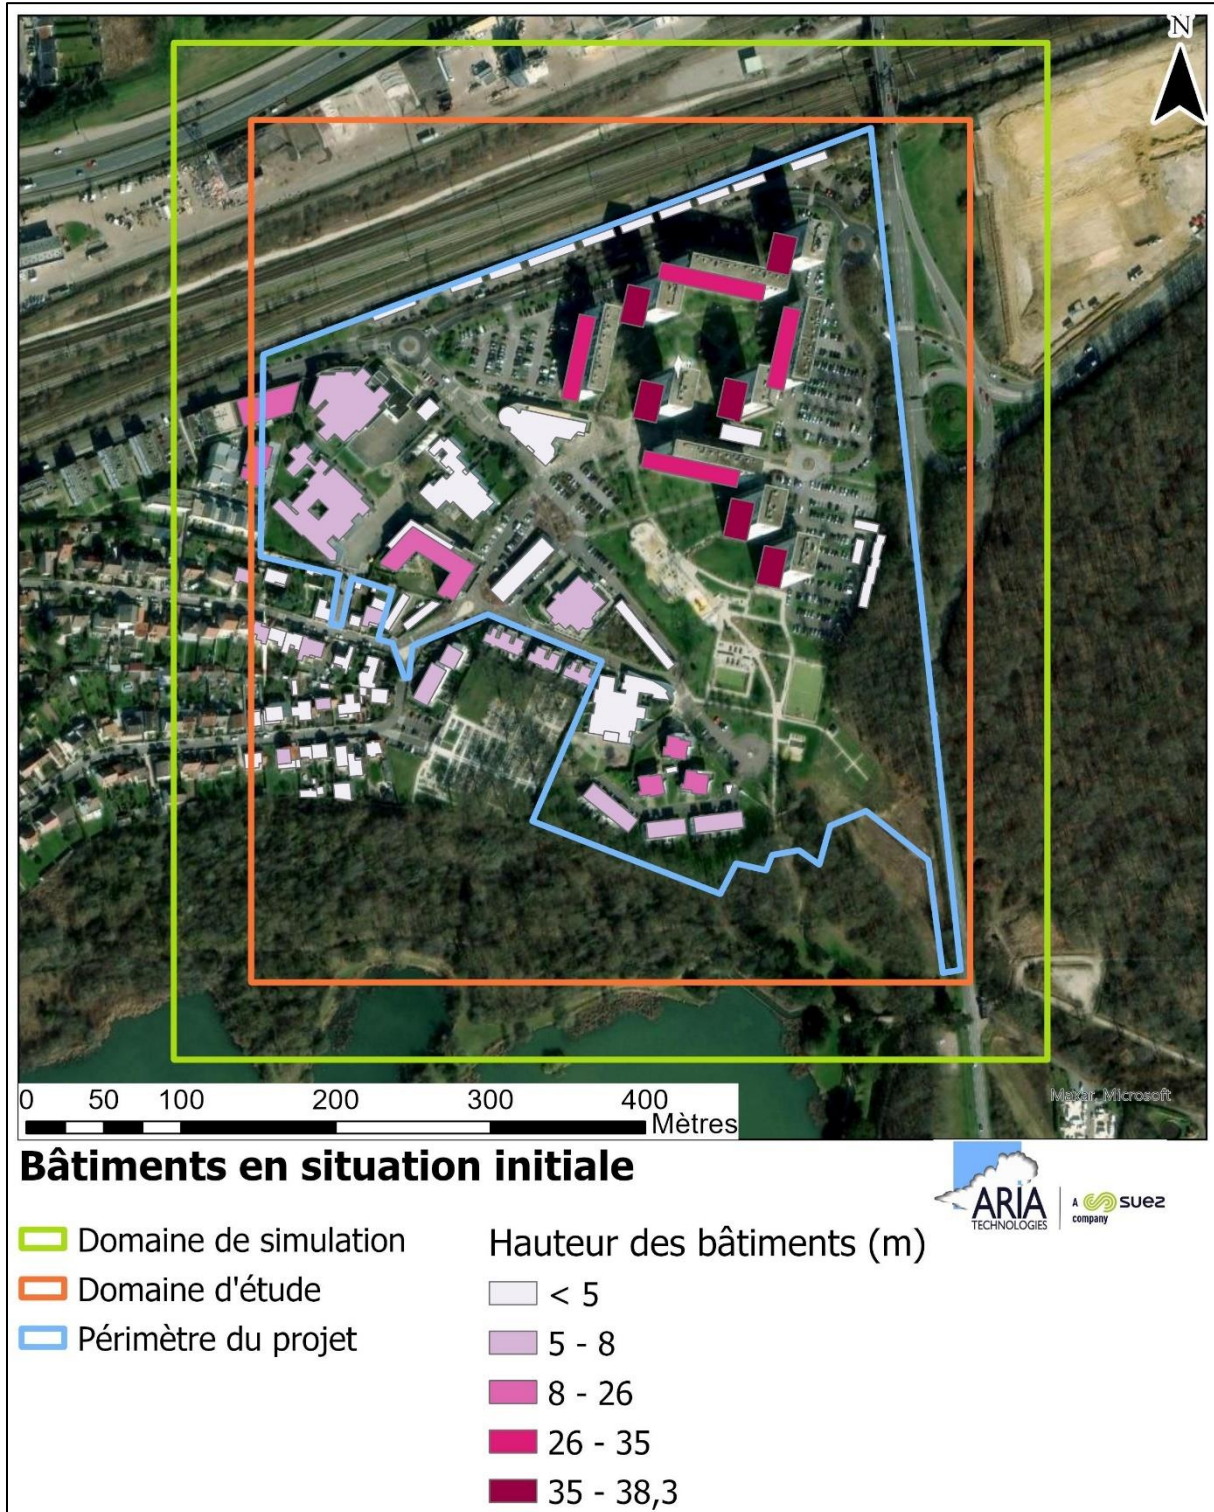 N
Maxar, Microsoft
0 50 100 200 300 400
Mètres
Bâtiments en situation initiale
ARIA
TECHNOLOGIES
A suez
company
Domaine de simulation
Domaine d'étude
Périmètre du projet
Hauteur des bâtiments (m)
< 5
5 - 8
8 - 26
26 - 35
35 - 38,3